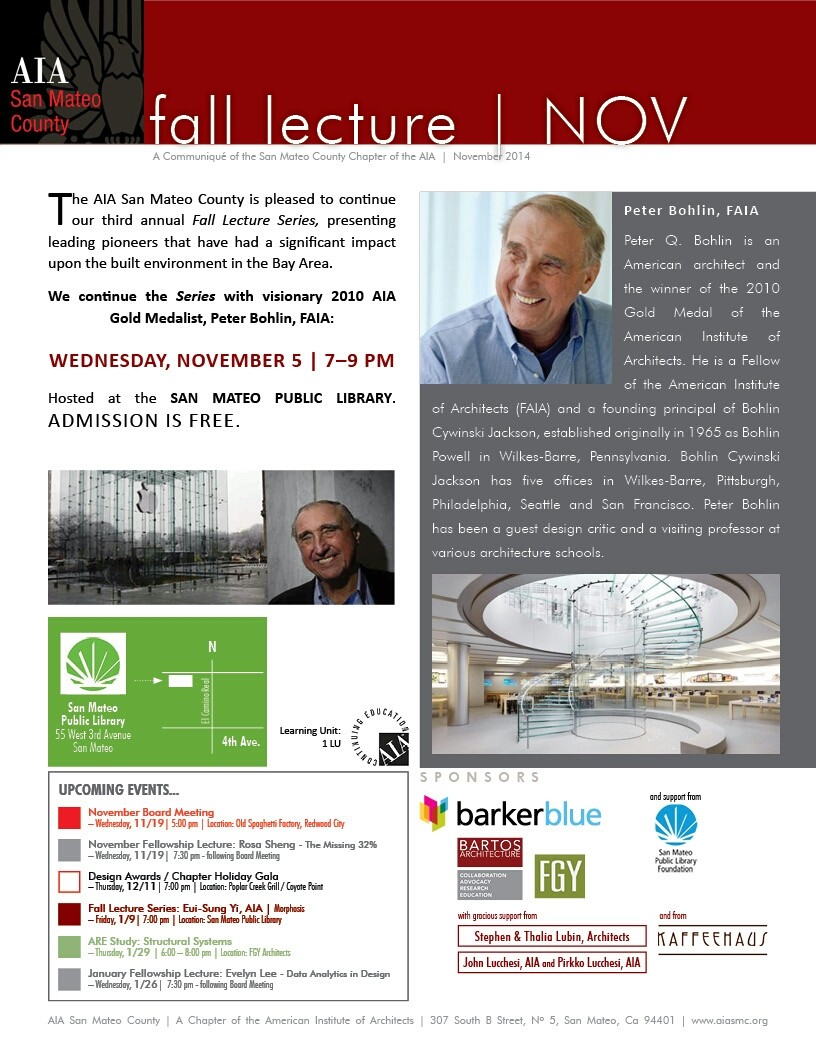 AIA
San Mateo
County
fall lecture | NOV
A Communiqué of the San Mateo County Chapter of the AIA | November 2014
The AIA San Mateo County is pleased to continue
our third annual Fall Lecture Series, presenting
leading pioneers that have had a significant impact
upon the built environment in the Bay Area.
We continue the Series with visionary 2010 AIA
Gold Medalist, Peter Bohlin, FAIA:
WEDNESDAY, NOVEMBER 5 | 7–9 PM
Hosted at the SAN MATEO PUBLIC LIBRARY.
ADMISSION IS FREE.
Peter Bohlin, FAIA
Peter Q. Bohlin is an
American architect and
the winner of the 2010
Gold Medal of the
American Institute of
Architects. He is a Fellow
of the American Institute
of Architects (FAIA) and a founding principal of Bohlin
Cywinski Jackson, established originally in 1965 as Bohlin
Powell in Wilkes-Barre, Pennsylvania. Bohlin Cywinski
Jackson has five offices in Wilkes-Barre, Pittsburgh,
Philadelphia, Seattle and San Francisco. Peter Bohlin
has been a guest design critic and a visiting professor at
various architecture schools.
N
El Camino Real
4th Ave.
San Mateo
Public Library
55 West 3rd Avenue
San Mateo
Learning Unit:
1 LU
CONTINUING EDUCATION
AIA
UPCOMING EVENTS...
November Board Meeting
– Wednesday, 11/19| 5:00 pm | Location: Old Spaghetti Factory, Redwood City
November Fellowship Lecture: Rosa Sheng - The Missing 32%
– Wednesday, 11/19| 7:30 pm - following Board Meeting
Design Awards / Chapter Holiday Gala
– Thursday, 12/11| 7:00 pm | Location: Poplar Creek Grill / Coyote Point
Fall Lecture Series: Eui-Sung Yi, AIA | Morphosis
– Friday, 1/9| 7:00 pm | Location: San Mateo Public Library
ARE Study: Structural Systems
– Thursday, 1/29 | 6:00 – 8:00 pm | Location: FGY Architects
January Fellowship Lecture: Evelyn Lee - Data Analytics in Design
– Wednesday, 1/26| 7:30 pm - following Board Meeting
SPONSORS
barkerblue
BARTOS
ARCHITECTURE
COLLABORATION
ADVOCACY
RESEARCH
EDUCATION
FGY
and support from
San Mateo
Public Library
Foundation
with gracious support from
Stephen & Thalia Lubin, Architects
John Lucchesi, AIA and Pirkko Lucchesi, AIA
and from
KAFFEEHAUS
AIA San Mateo County | A Chapter of the American Institute of Architects | 307 South B Street, Nº 5, San Mateo, Ca 94401 | www.aiasmc.org